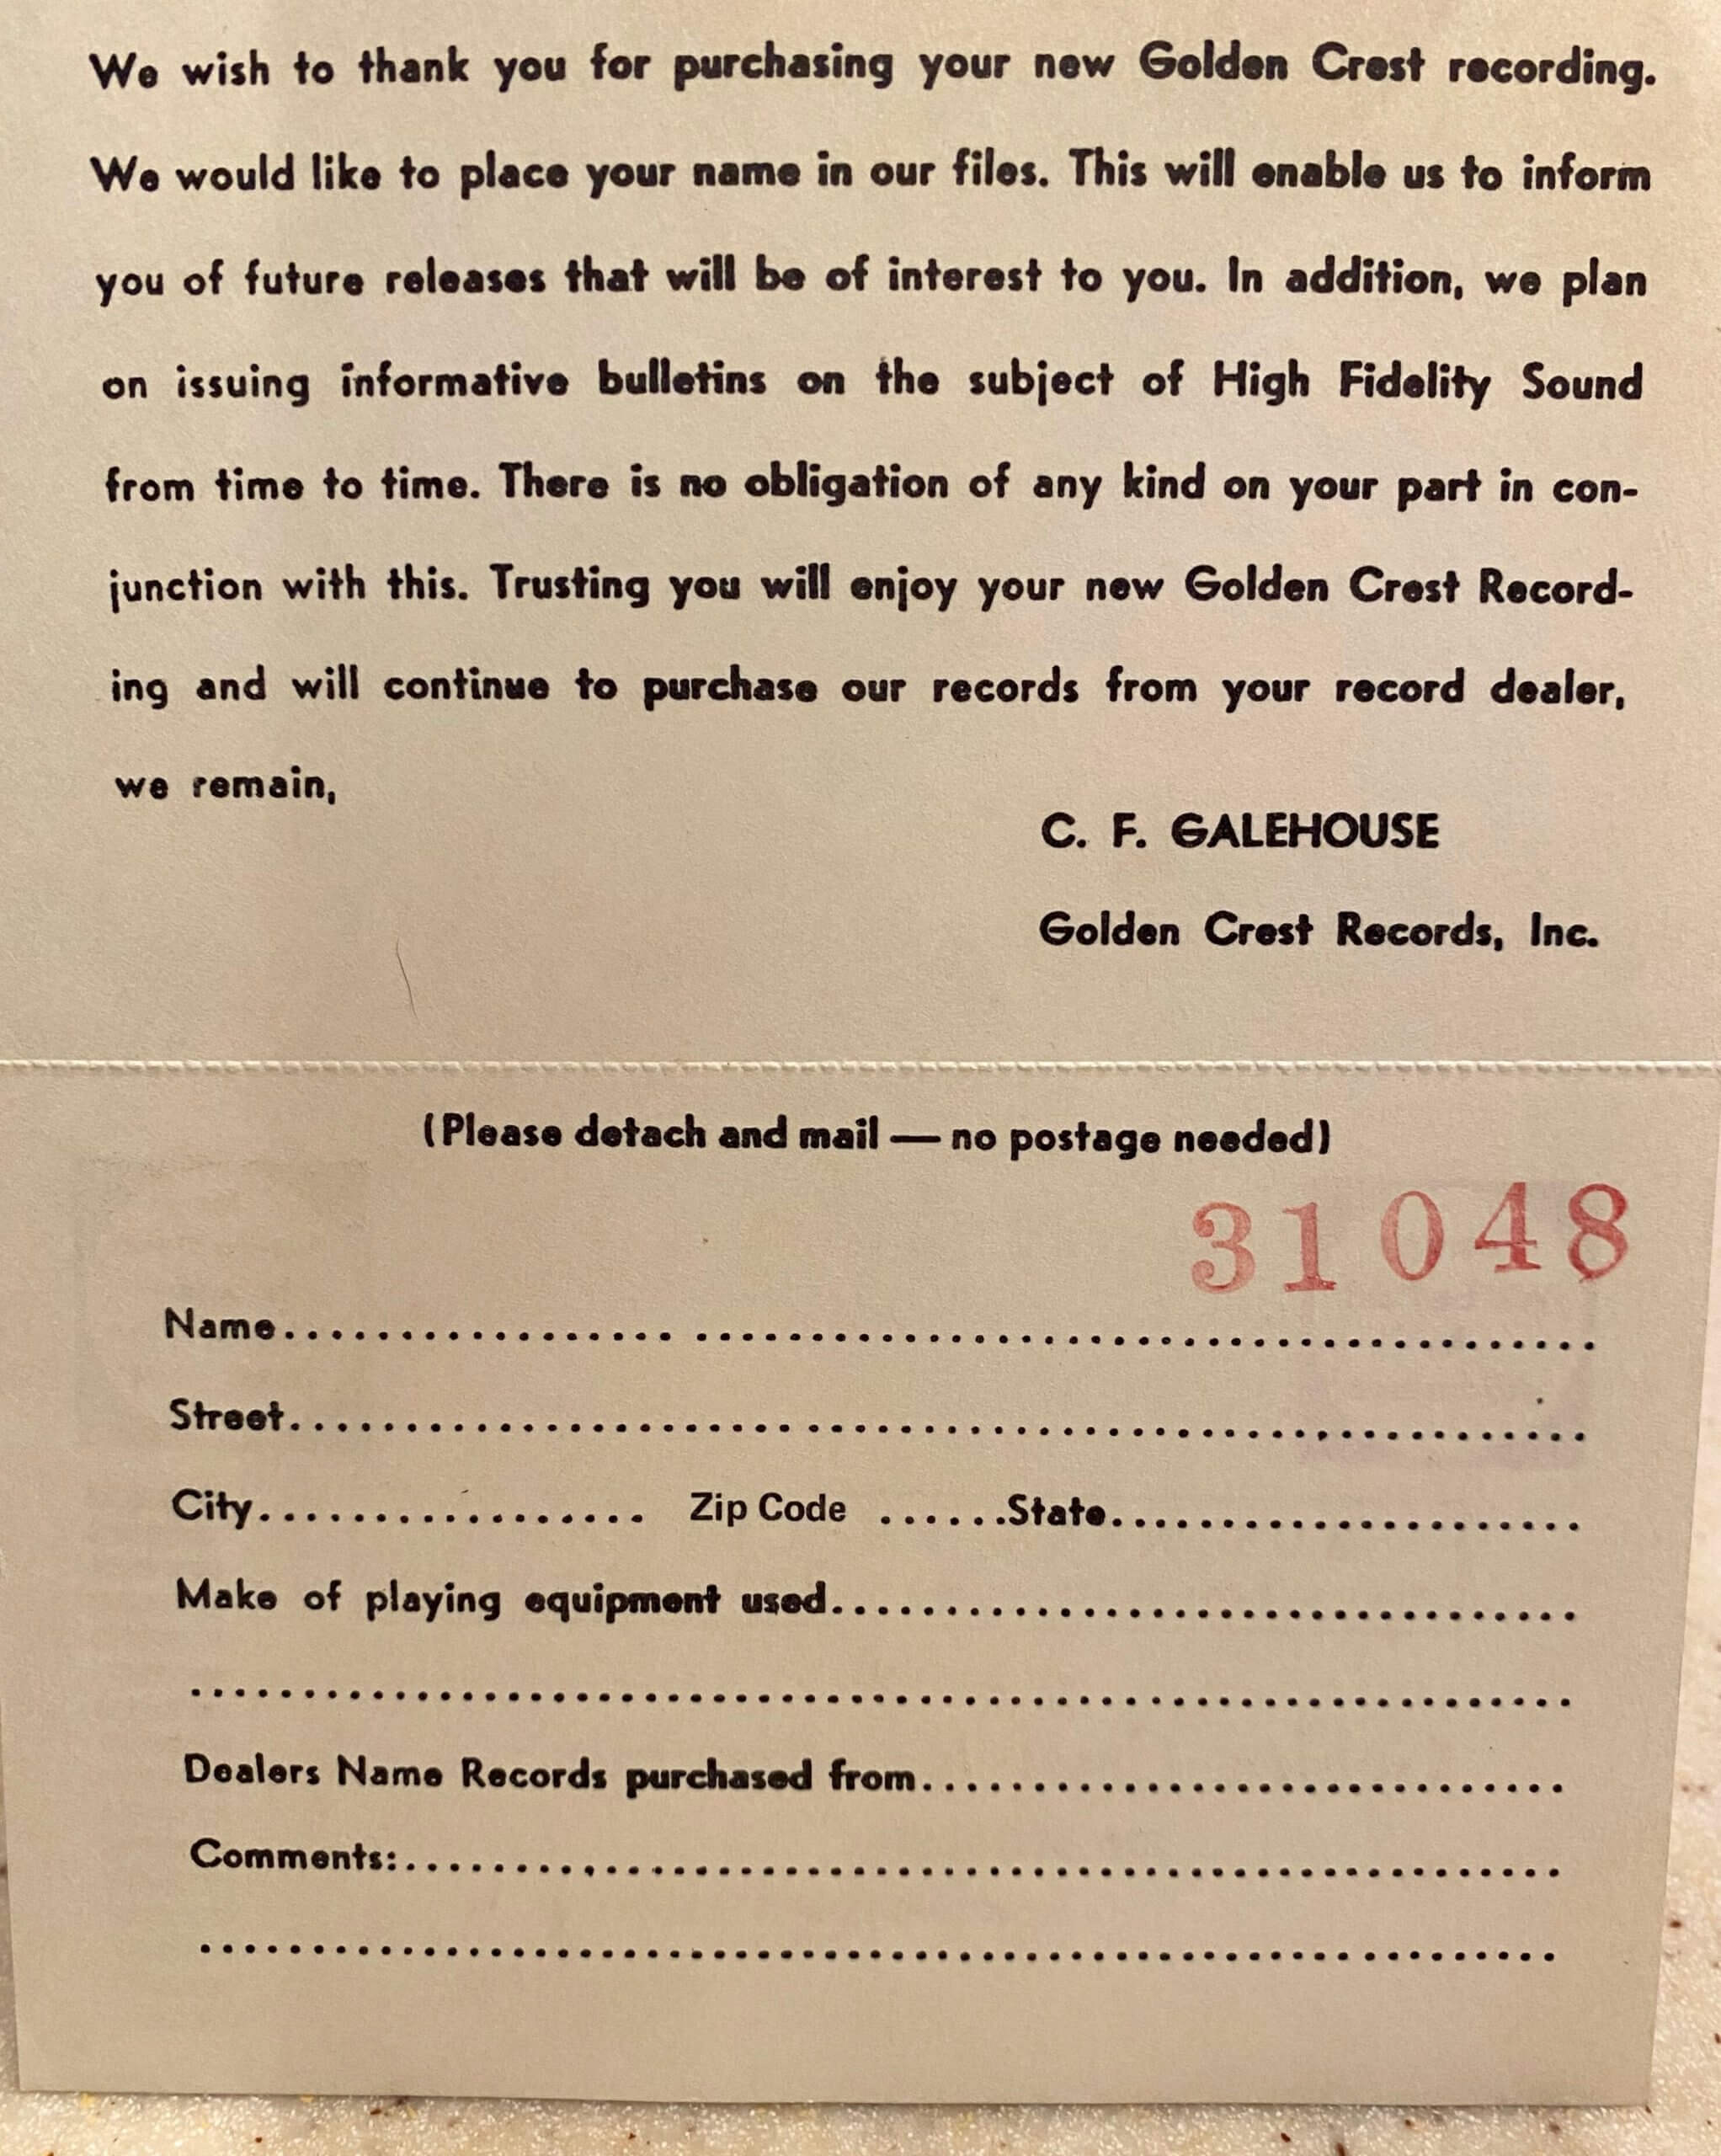 We wish to thank you for purchasing your new Golden Crest recording.
We would like to place your name in our files. This will enable us to inform
you of future releases that will be of interest to you. In addition, we plan
on issuing informative bulletins on the subject of High Fidelity Sound
from time to time. There is no obligation of any kind on your part in con-
junction with this. Trusting you will enjoy your new Golden Crest Record-
ing and will continue to purchase our records from your record dealer,
we remain,
C. F. GALEHOUSE
Golden Crest Records, Inc.
(Please detach and mail — no postage needed)
31048
Name...............................................................
Street...............................................................
City.................. Zip Code ......State.....................
Make of playing equipment used.................................
...............................................................
Dealers Name Records purchased from.............................
Comments:....................................................
...............................................................